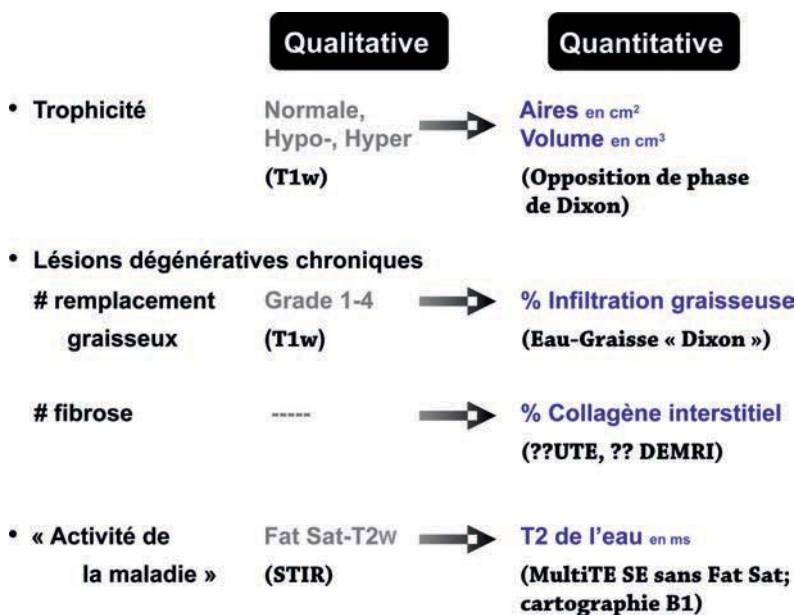 Qualitative Quantitative
• Trophicité Normale, Aires en cm²
Hypo-, Hyper Volume en cm³
(T1w) (Opposition de phase
de Dixon)
• Lésions dégénératives chroniques
# remplacement Grade 1-4 % Infiltration graisseuse
graisseux (T1w) (Eau-Graisse « Dixon »)
# fibrose ----- % Collagène interstitiel
(??UTE, ?? DEMRI)
• « Activité de Fat Sat-T2w T2 de l’eau en ms
la maladie » (STIR) (MultiTE SE sans Fat Sat;
cartographie B1)